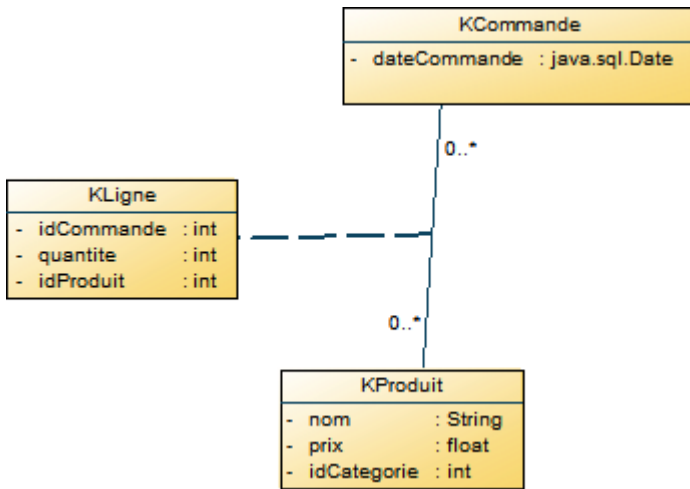 KCommande
- dateCommande : java.sql.Date
0..*
KLigne
- idCommande : int
- quantite : int
- idProduit : int
0..*
KProduit
- nom : String
- prix : float
- idCategorie : int